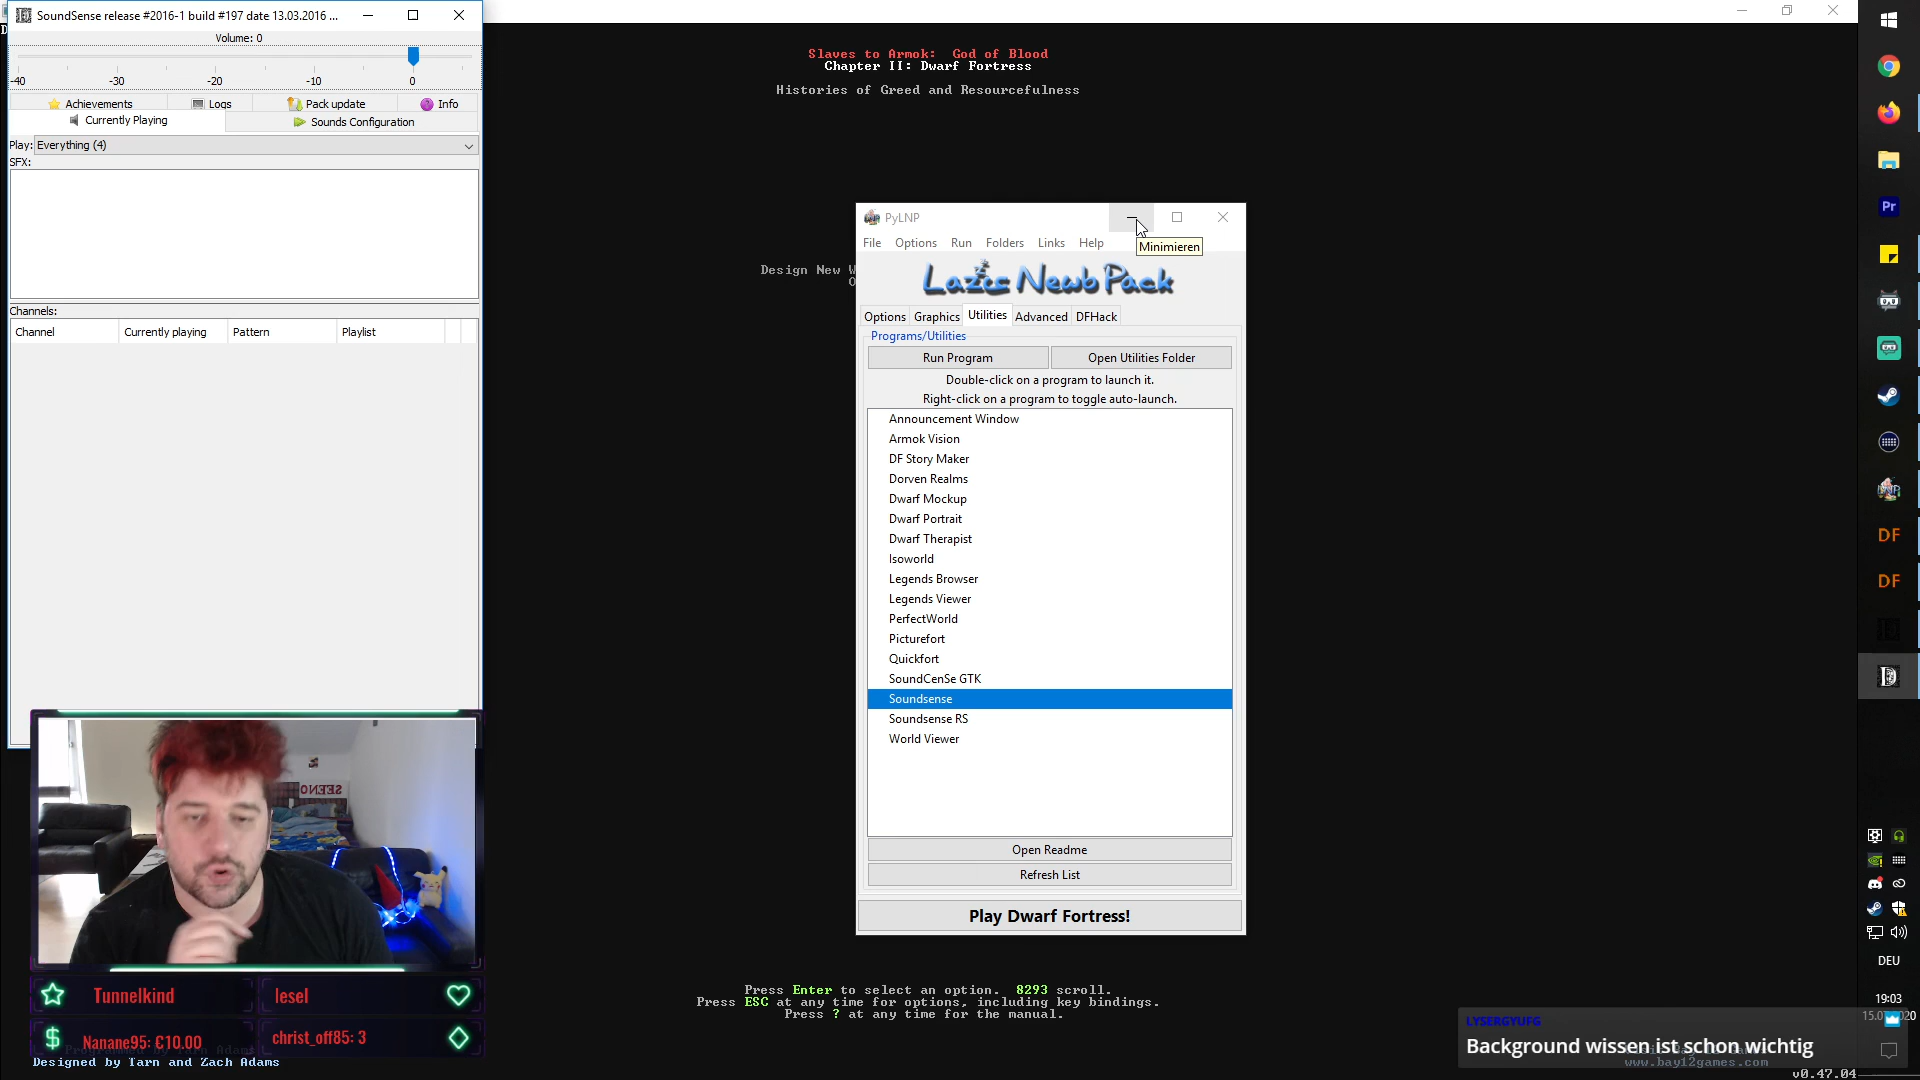 SoundSense release #2016-1 build #197 date 13.03.2016 ...
Volume: 0
-40 -30 -20 -10 0
Achievements Logs Pack update Info
Currently Playing Sounds Configuration
Play: Everything (4)
SFX:
Channels:
Channel Currently playing Pattern Playlist
Slaves to Armok: God of Blood
Chapter II: Dwarf Fortress
Histories of Greed and Resourcefulness
Design New W
O
PyLNP
Minimieren
File Options Run Folders Links Help
Lazy Newb Pack
Options Graphics Utilities Advanced DFHack
Programs/Utilities
Run Program Open Utilities Folder
Double-click on a program to launch it.
Right-click on a program to toggle auto-launch.
Announcement Window
Armok Vision
DF Story Maker
Dorven Realms
Dwarf Mockup
Dwarf Portrait
Dwarf Therapist
Isoworld
Legends Browser
Legends Viewer
PerfectWorld
Picturefort
Quickfort
SoundCenSe GTK
Soundsense
Soundsense RS
World Viewer
Open Readme
Refresh List
Play Dwarf Fortress!
Press Enter to select an option. 8293 scroll.
Press ESC at any time for options, including key bindings.
Press ? at any time for the manual.
Tunnelkind lesel
Nanane95: €10.00 christ_off85: 3
Programmed by Tarn Adams
Designed by Tarn and Zach Adams
Pr
DF
DF
DEU
19:03
LYSERGYUFG
Background wissen ist schon wichtig
www.bay12games.com
v0.47.04